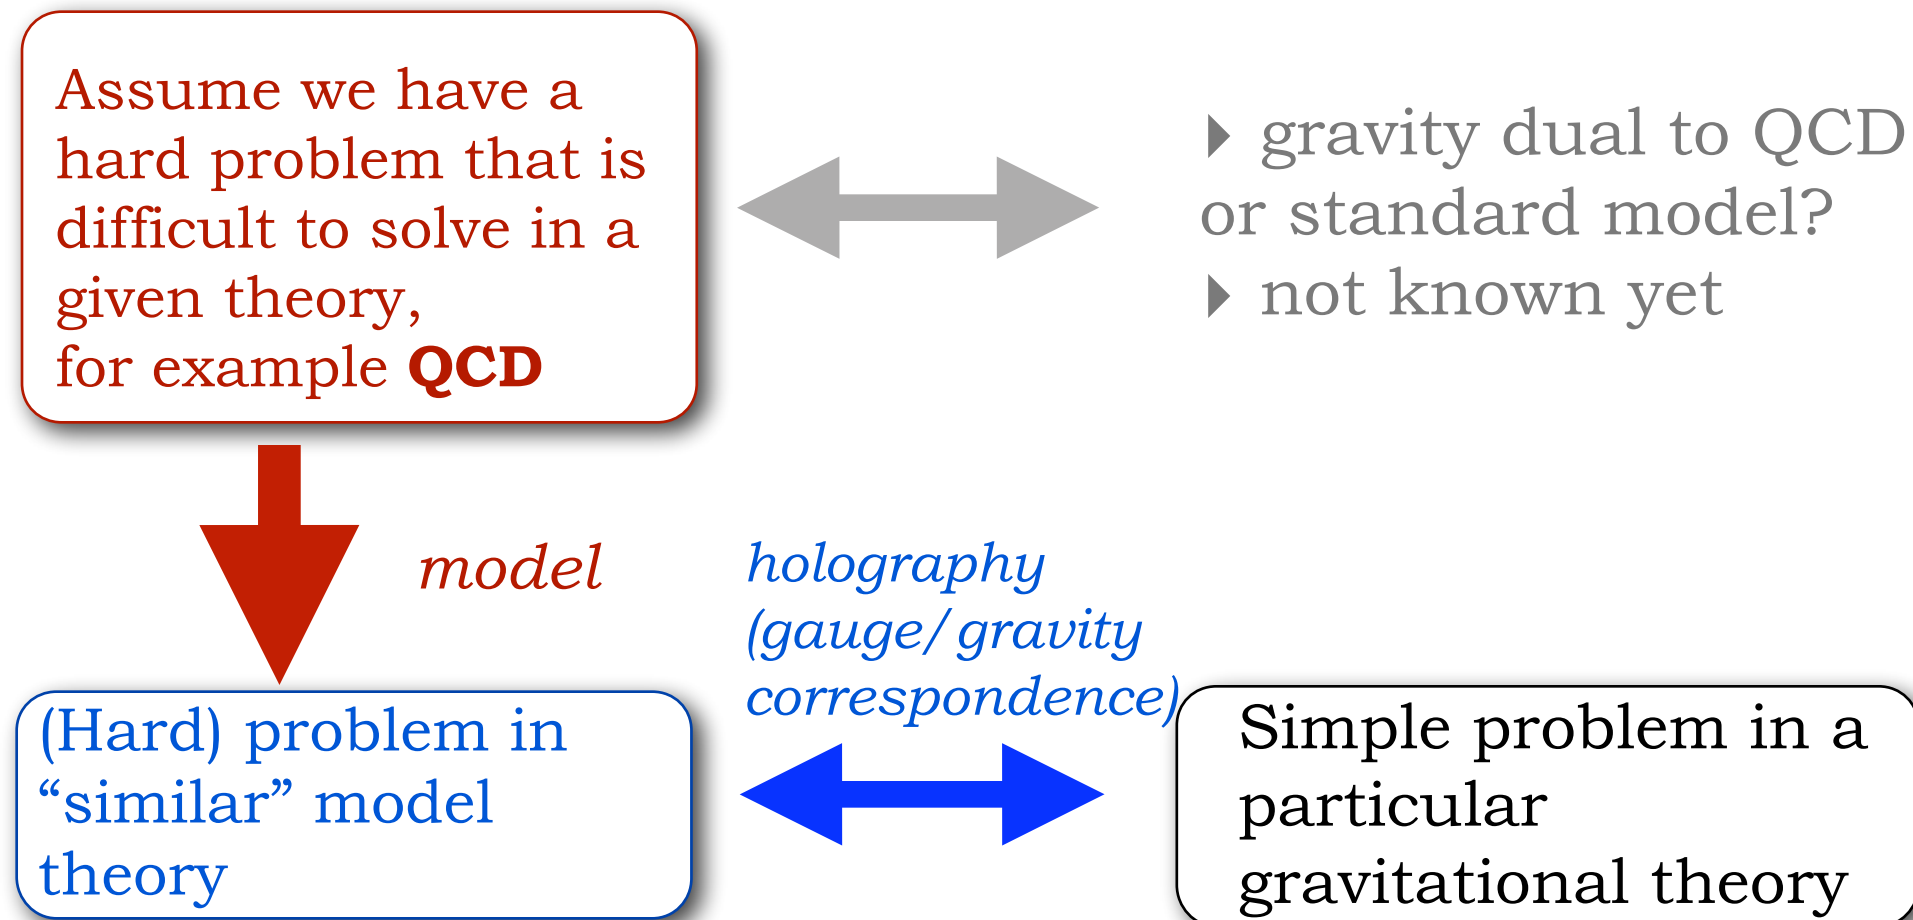 Assume we have a
hard problem that is
difficult to solve in a
given theory,
for example QCD
▸ gravity dual to QCD
or standard model?
▸ not known yet
model
holography
(gauge/gravity
correspondence)
(Hard) problem in
“similar” model
theory
Simple problem in a
particular
gravitational theory